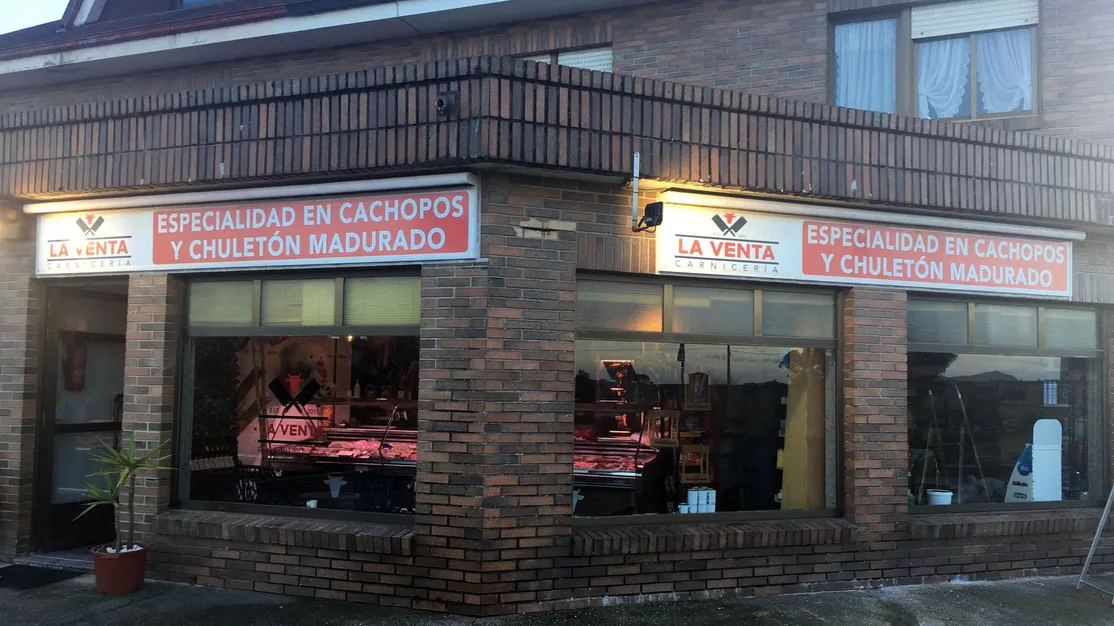 LA VENTA
CARNICERÍA
ESPECIALIDAD EN CACHOPOS
Y CHULETÓN MADURADO
LA VENTA
CARNICERÍA
ESPECIALIDAD EN CACHOPOS
Y CHULETÓN MADURADO
LA VENTA